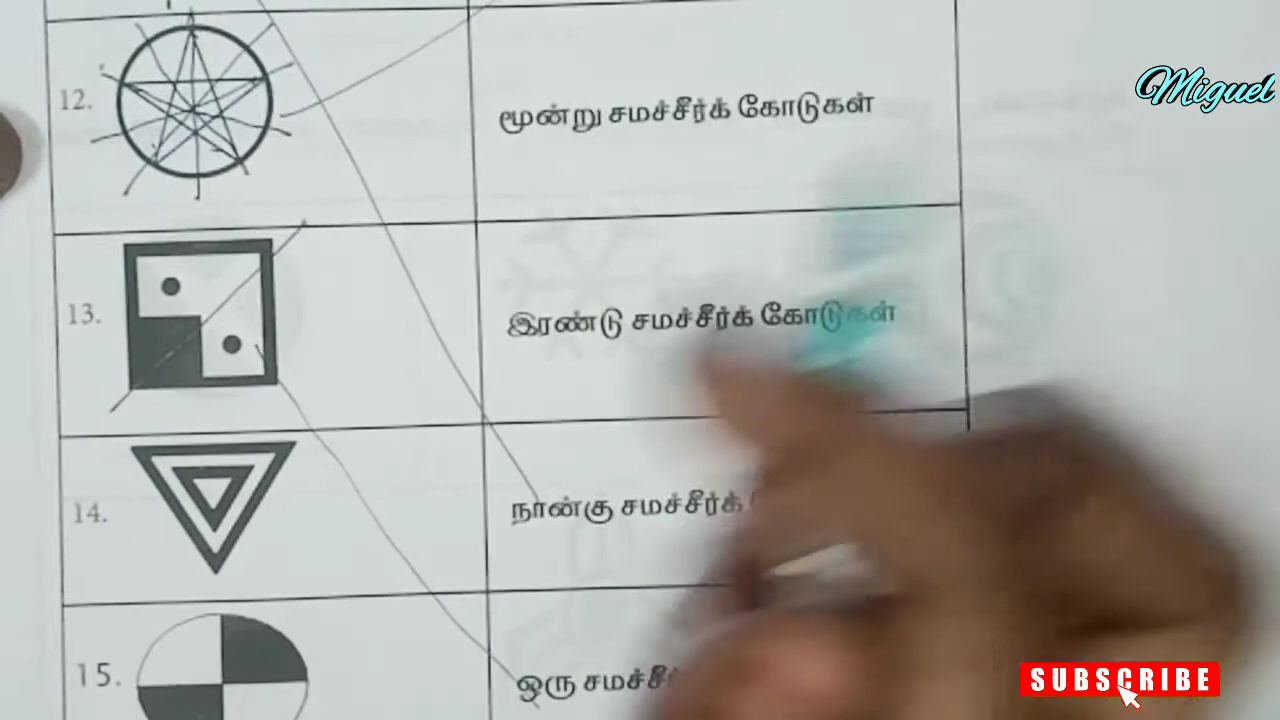 Miguel
12.
மூன்று சமச்சீர்க் கோடுகள்
13.
இரண்டு சமச்சீர்க் கோடுகள்
14.
நான்கு சமச்சீர்க்
15.
ஒரு
SUBSCRIBE